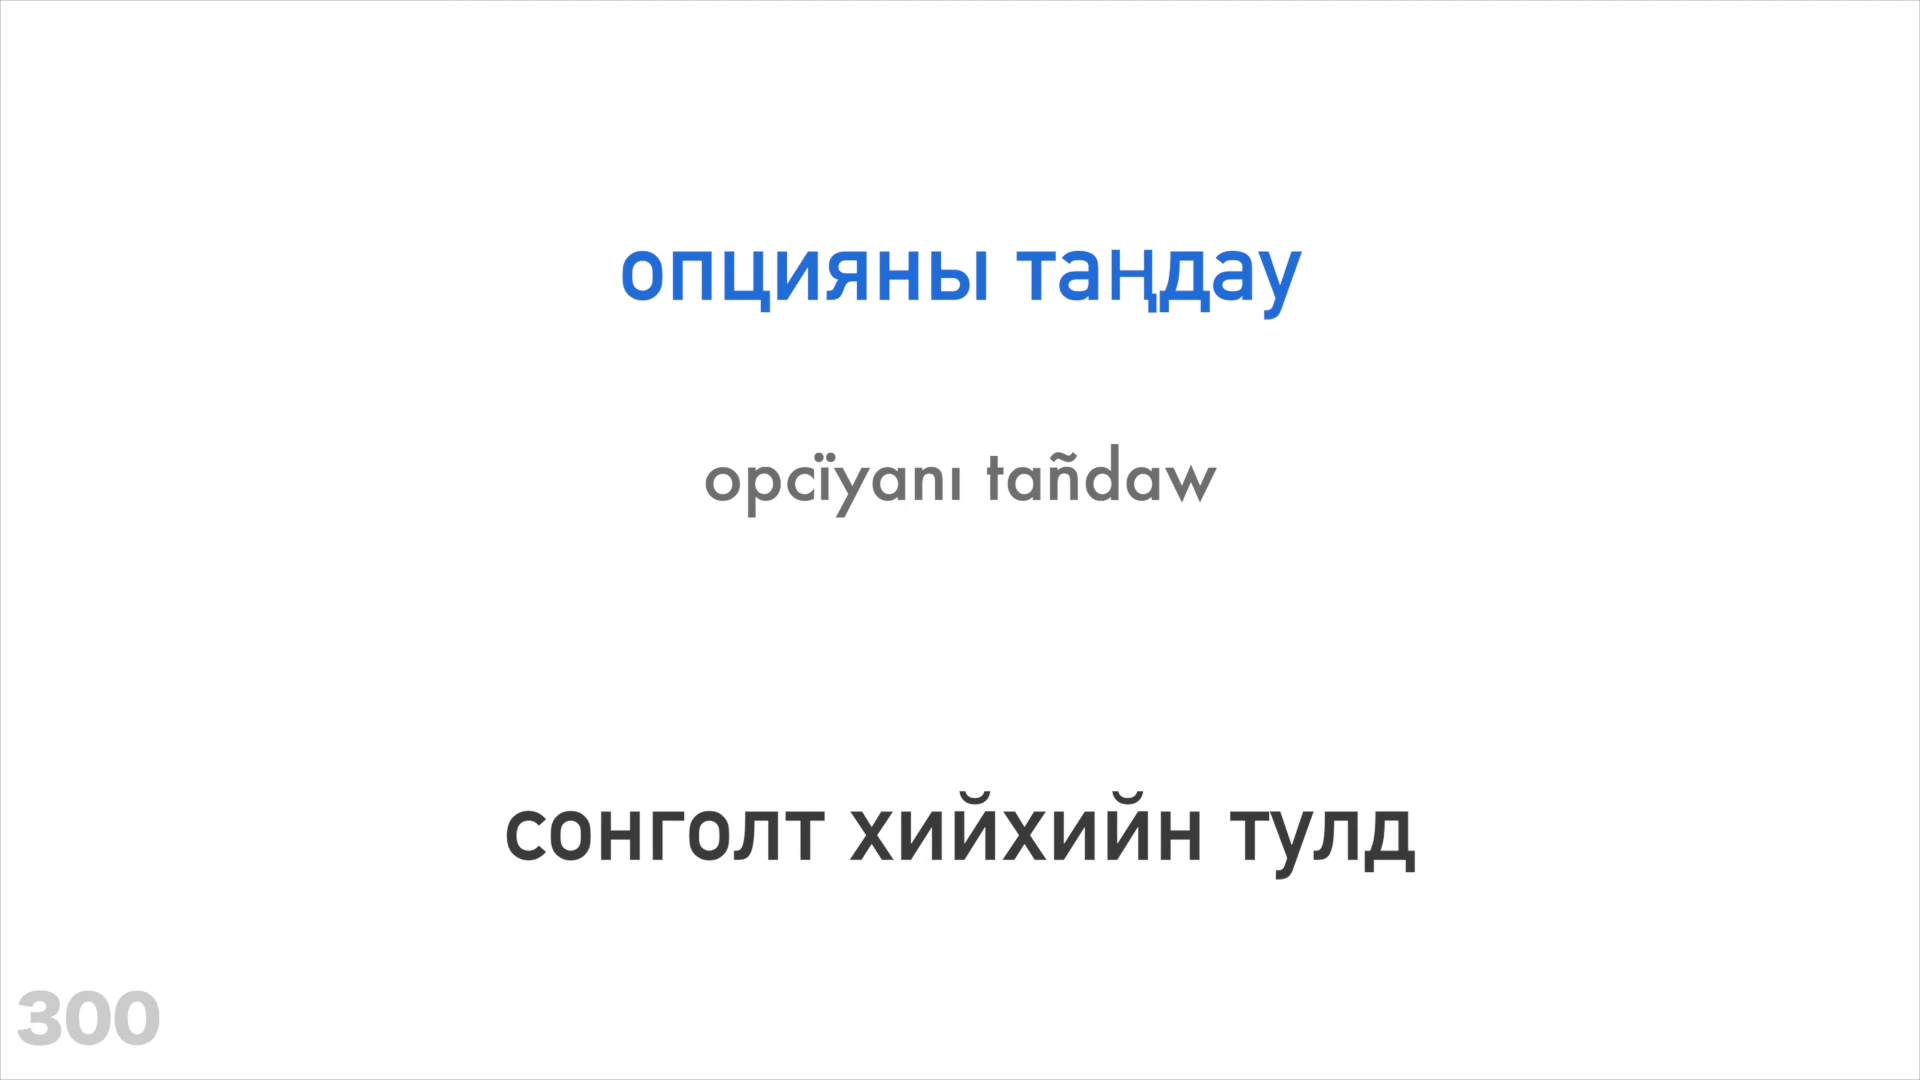 опцияны таңдау
opcïyanı tañdaw
сонголт хийхийн тулд
300